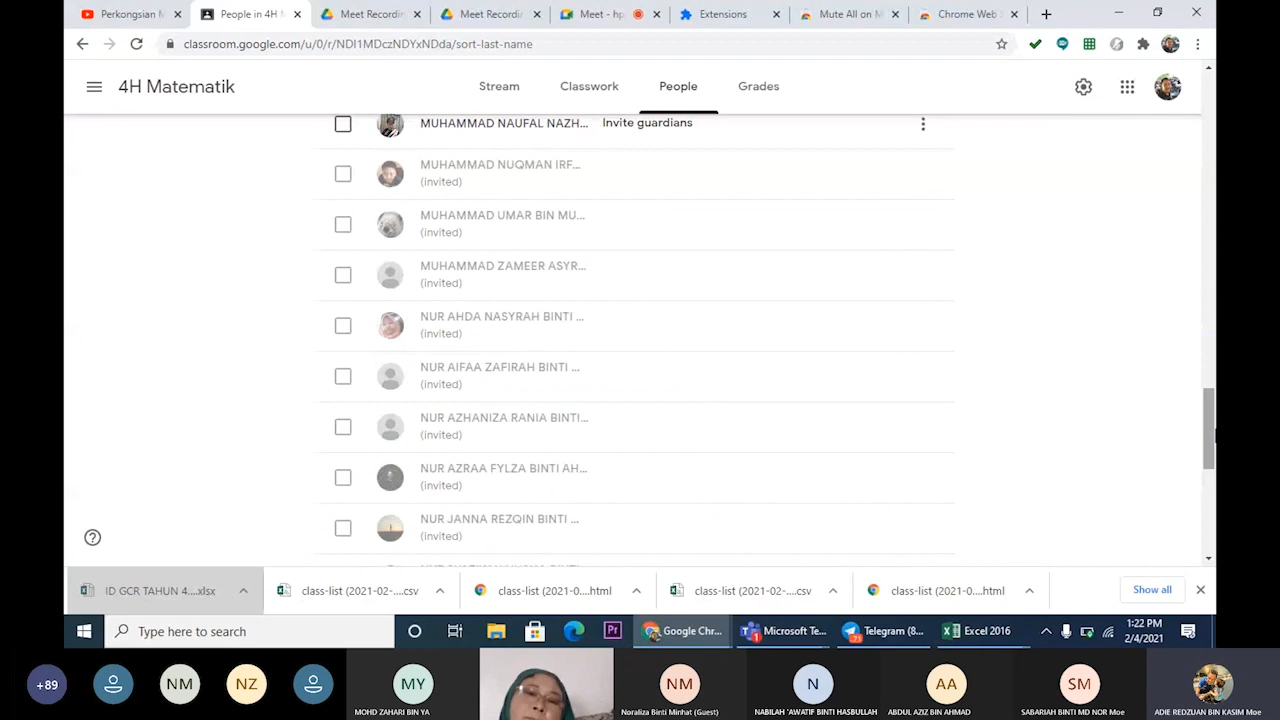 Perkongsian M
People in 4H M
Meet Recordin
Meet Recordin
Meet - hp
Extensions
Mute All on M
Chrome Web S
classroom.google.com/u/0/r/NDI1MDczNDYxNDda/sort-last-name
4H Matematik
Stream
Classwork
People
Grades
MUHAMMAD NAUFAL NAZH...
Invite guardians
MUHAMMAD NUQMAN IRF...
(invited)
MUHAMMAD UMAR BIN MU...
(invited)
MUHAMMAD ZAMEER ASYR...
(invited)
NUR AHDA NASYRAH BINTI ...
(invited)
NUR AIFAA ZAFIRAH BINTI ...
(invited)
NUR AZHANIZA RANIA BINTI...
(invited)
NUR AZRAA FYLZA BINTI AH...
(invited)
NUR JANNA REZQIN BINTI ...
(invited)
ID GCR TAHUN 4....xlsx
class-list (2021-02-....csv
class-list (2021-0....html
class-list (2021-02-....csv
class-list (2021-0....html
Show all
Type here to search
Pr
Google Chr...
Microsoft Te...
Telegram (8...
Excel 2016
1:22 PM
2/4/2021
+89
NM
NZ
MY
MOHD ZAHARI BIN YA
NM
Noraliza Binti Minhat (Guest)
N
NABILAH 'AWATIF BINTI HASBULLAH
AA
ABDUL AZIZ BIN AHMAD
SM
SABARIAH BINTI MD NOR Moe
ADIE REDZUAN BIN KASIM Moe